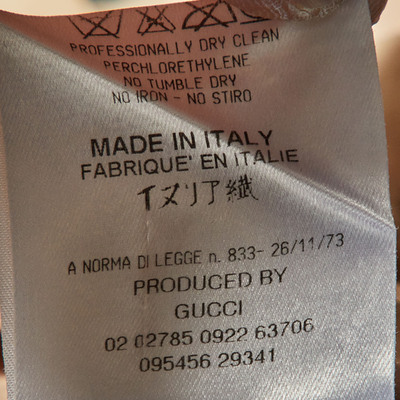 PROFESSIONALLY DRY CLEAN
PERCHLORETHYLENE
NO TUMBLE DRY
NO IRON - NO STIRO
MADE IN ITALY
FABRIQUE' EN ITALIE
イヌリア織
A NORMA DI LEGGE n. 833- 26/11/73
PRODUCED BY
GUCCI
02 02785 0922 63706
095456 29341